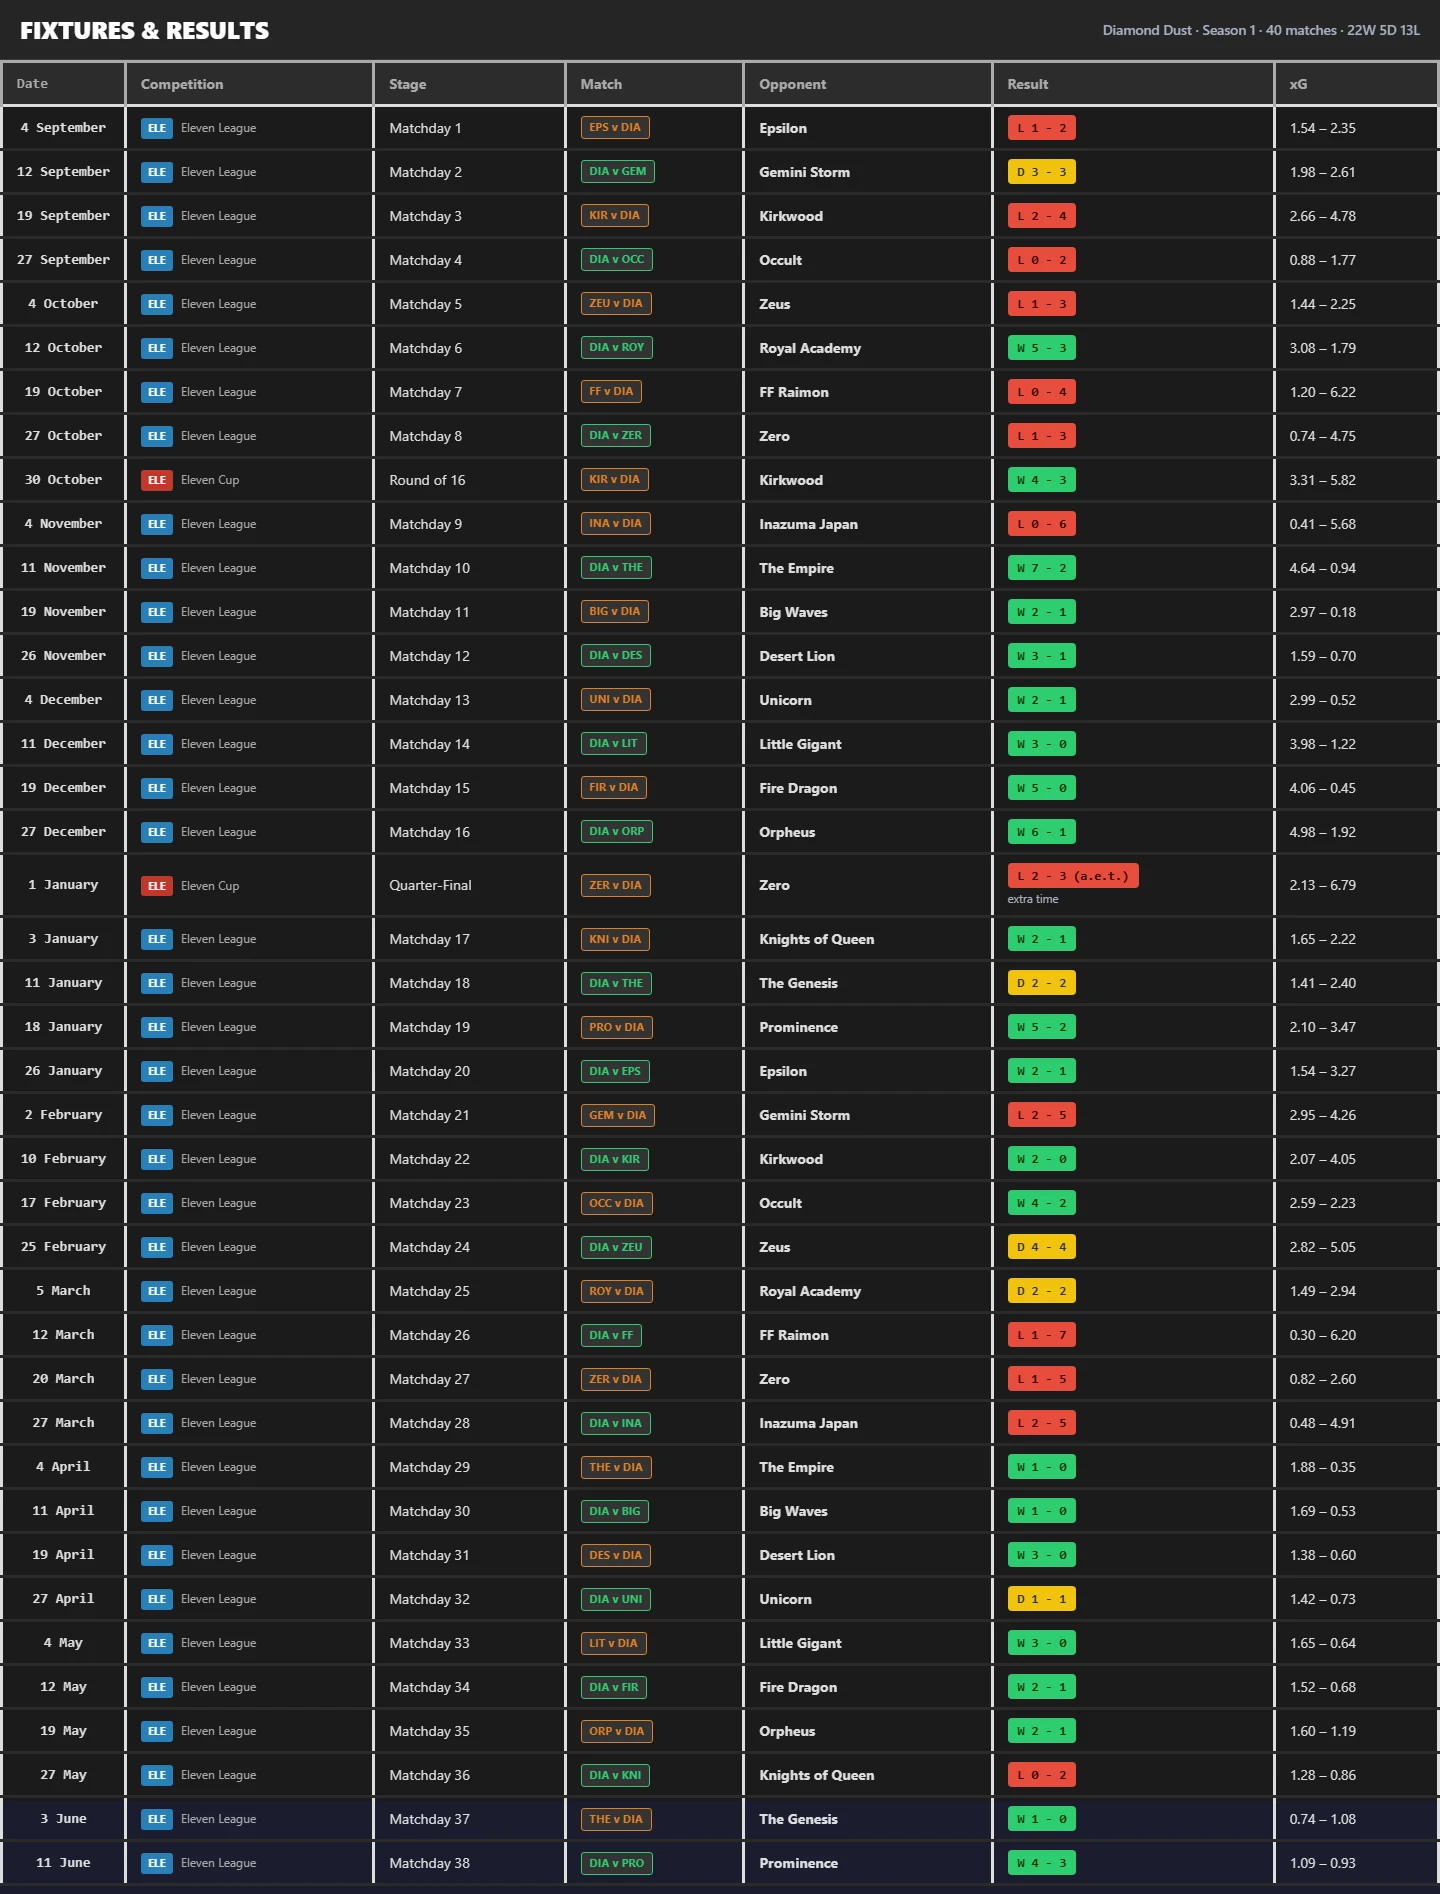 FIXTURES & RESULTS
Diamond Dust · Season 1 · 40 matches · 22W 5D 13L
Date Competition Stage Match Opponent Result xG
4 September ELE Eleven League Matchday 1 EPS v DIA Epsilon L 1 - 2 1.54 – 2.35
12 September ELE Eleven League Matchday 2 DIA v GEM Gemini Storm D 3 - 3 1.98 – 2.61
19 September ELE Eleven League Matchday 3 KIR v DIA Kirkwood L 2 - 4 2.66 – 4.78
27 September ELE Eleven League Matchday 4 DIA v OCC Occult L 0 - 2 0.88 – 1.77
4 October ELE Eleven League Matchday 5 ZEU v DIA Zeus L 1 - 3 1.44 – 2.25
12 October ELE Eleven League Matchday 6 DIA v ROY Royal Academy W 5 - 3 3.08 – 1.79
19 October ELE Eleven League Matchday 7 FF v DIA FF Raimon L 0 - 4 1.20 – 6.22
27 October ELE Eleven League Matchday 8 DIA v ZER Zero L 1 - 3 0.74 – 4.75
30 October ELE Eleven Cup Round of 16 KIR v DIA Kirkwood W 4 - 3 3.31 – 5.82
4 November ELE Eleven League Matchday 9 INA v DIA Inazuma Japan L 0 - 6 0.41 – 5.68
11 November ELE Eleven League Matchday 10 DIA v THE The Empire W 7 - 2 4.64 – 0.94
19 November ELE Eleven League Matchday 11 BIG v DIA Big Waves W 2 - 1 2.97 – 0.18
26 November ELE Eleven League Matchday 12 DIA v DES Desert Lion W 3 - 1 1.59 – 0.70
4 December ELE Eleven League Matchday 13 UNI v DIA Unicorn W 2 - 1 2.99 – 0.52
11 December ELE Eleven League Matchday 14 DIA v LIT Little Gigant W 3 - 0 3.98 – 1.22
19 December ELE Eleven League Matchday 15 FIR v DIA Fire Dragon W 5 - 0 4.06 – 0.45
27 December ELE Eleven League Matchday 16 DIA v ORP Orpheus W 6 - 1 4.98 – 1.92
1 January ELE Eleven Cup Quarter-Final ZER v DIA Zero L 2 - 3 (a.e.t.) 2.13 – 6.79
extra time
3 January ELE Eleven League Matchday 17 KNI v DIA Knights of Queen W 2 - 1 1.65 – 2.22
11 January ELE Eleven League Matchday 18 DIA v THE The Genesis D 2 - 2 1.41 – 2.40
18 January ELE Eleven League Matchday 19 PRO v DIA Prominence W 5 - 2 2.10 – 3.47
26 January ELE Eleven League Matchday 20 DIA v EPS Epsilon W 2 - 1 1.54 – 3.27
2 February ELE Eleven League Matchday 21 GEM v DIA Gemini Storm L 2 - 5 2.95 – 4.26
10 February ELE Eleven League Matchday 22 DIA v KIR Kirkwood W 2 - 0 2.07 – 4.05
17 February ELE Eleven League Matchday 23 OCC v DIA Occult W 4 - 2 2.59 – 2.23
25 February ELE Eleven League Matchday 24 DIA v ZEU Zeus D 4 - 4 2.82 – 5.05
5 March ELE Eleven League Matchday 25 ROY v DIA Royal Academy D 2 - 2 1.49 – 2.94
12 March ELE Eleven League Matchday 26 DIA v FF FF Raimon L 1 - 7 0.30 – 6.20
20 March ELE Eleven League Matchday 27 ZER v DIA Zero L 1 - 5 0.82 – 2.60
27 March ELE Eleven League Matchday 28 DIA v INA Inazuma Japan L 2 - 5 0.48 – 4.91
4 April ELE Eleven League Matchday 29 THE v DIA The Empire W 1 - 0 1.88 – 0.35
11 April ELE Eleven League Matchday 30 DIA v BIG Big Waves W 1 - 0 1.69 – 0.53
19 April ELE Eleven League Matchday 31 DES v DIA Desert Lion W 3 - 0 1.38 – 0.60
27 April ELE Eleven League Matchday 32 DIA v UNI Unicorn D 1 - 1 1.42 – 0.73
4 May ELE Eleven League Matchday 33 LIT v DIA Little Gigant W 3 - 0 1.65 – 0.64
12 May ELE Eleven League Matchday 34 DIA v FIR Fire Dragon W 2 - 1 1.52 – 0.68
19 May ELE Eleven League Matchday 35 ORP v DIA Orpheus W 2 - 1 1.60 – 1.19
27 May ELE Eleven League Matchday 36 DIA v KNI Knights of Queen L 0 - 2 1.28 – 0.86
3 June ELE Eleven League Matchday 37 THE v DIA The Genesis W 1 - 0 0.74 – 1.08
11 June ELE Eleven League Matchday 38 DIA v PRO Prominence W 4 - 3 1.09 – 0.93